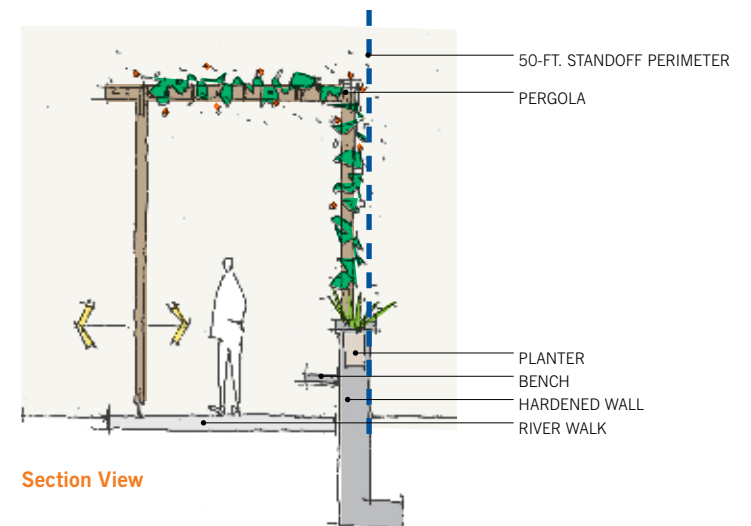 50-FT. STANDOFF PERIMETER
PERGOLA
PLANTER
BENCH
HARDENED WALL
RIVER WALK
Section View